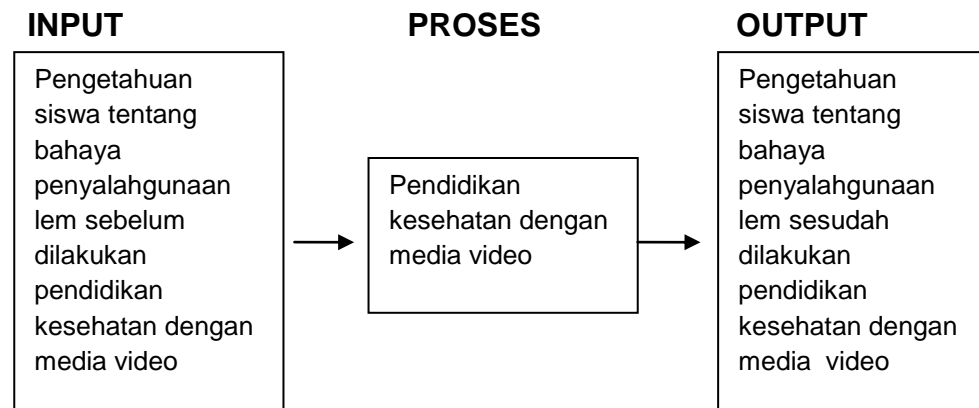 INPUT
Pengetahuan
siswa tentang
bahaya
penyalahgunaan
lem sebelum
dilakukan
pendidikan
kesehatan dengan
media video
PROSES
Pendidikan
kesehatan dengan
media video
OUTPUT
Pengetahuan
siswa tentang
bahaya
penyalahgunaan
lem sesudah
dilakukan
pendidikan
kesehatan dengan
media video